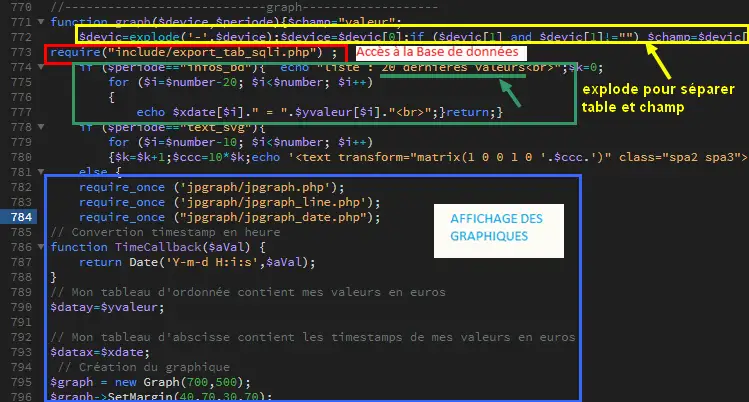 770 //------------------------graph----------------
771 function graph($device,$periode){$champ="valeur";
772 $devic=explode('-',$device);$device=$devic[0];if ($devic[1] and $devic[1]!="") $champ=$devic[
773 require("include/export_tab_sqli.php") ; Accès à la Base de données
774 if ($periode=="infos_bd"){ echo "liste : 20 dernières valeurs<br>";$k=0;
775 for ($i=$number-20; $i<$number; $i++)
explode pour séparer
776 {
table et champ
777 echo $xdate[$i]." = ".$yvaleur[$i]."<br>";}return;}
778 if ($periode=="text_svg"){
779 for ($i=$number-10; $i<$number; $i++)
780 {$k=$k+1;$ccc=10*$k;echo '<text transform="matrix(1 0 0 1 0 '.$ccc.')" class="spa2 spa3">
781 else {
782 require_once ('jpgraph/jpgraph.php');
783 require_once ('jpgraph/jpgraph_line.php');
784 require_once ("jpgraph/jpgraph_date.php");
AFFICHAGE DES
GRAPHIQUES
785 // Convertion timestamp en heure
786 function TimeCallback($aVal) {
787 return Date('Y-m-d H:i:s',$aVal);
788 }
789 // Mon tableau d'ordonnée contient mes valeurs en euros
790 $datay=$yvaleur;
791
792 // Mon tableau d'abscisse contient les timestamps de mes valeurs en euros
793 $datax=$xdate;
794 // Création du graphique
795 $graph = new Graph(700,500);
796 $graph->SetMargin(40,70,30,70);